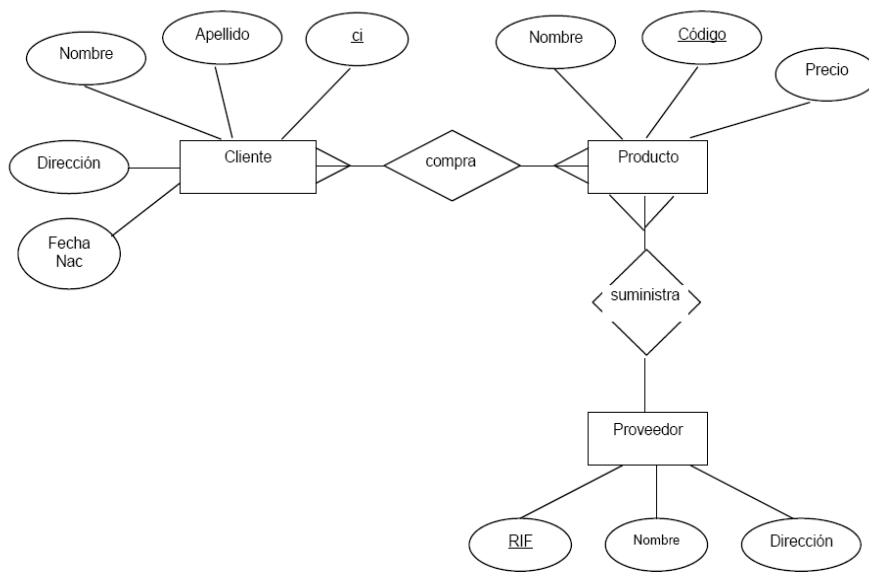 Nombre
Apellido
ci
Nombre
Código
Precio
Dirección
Cliente
compra
Producto
Fecha
Nac
suministra
Proveedor
RIF
Nombre
Dirección